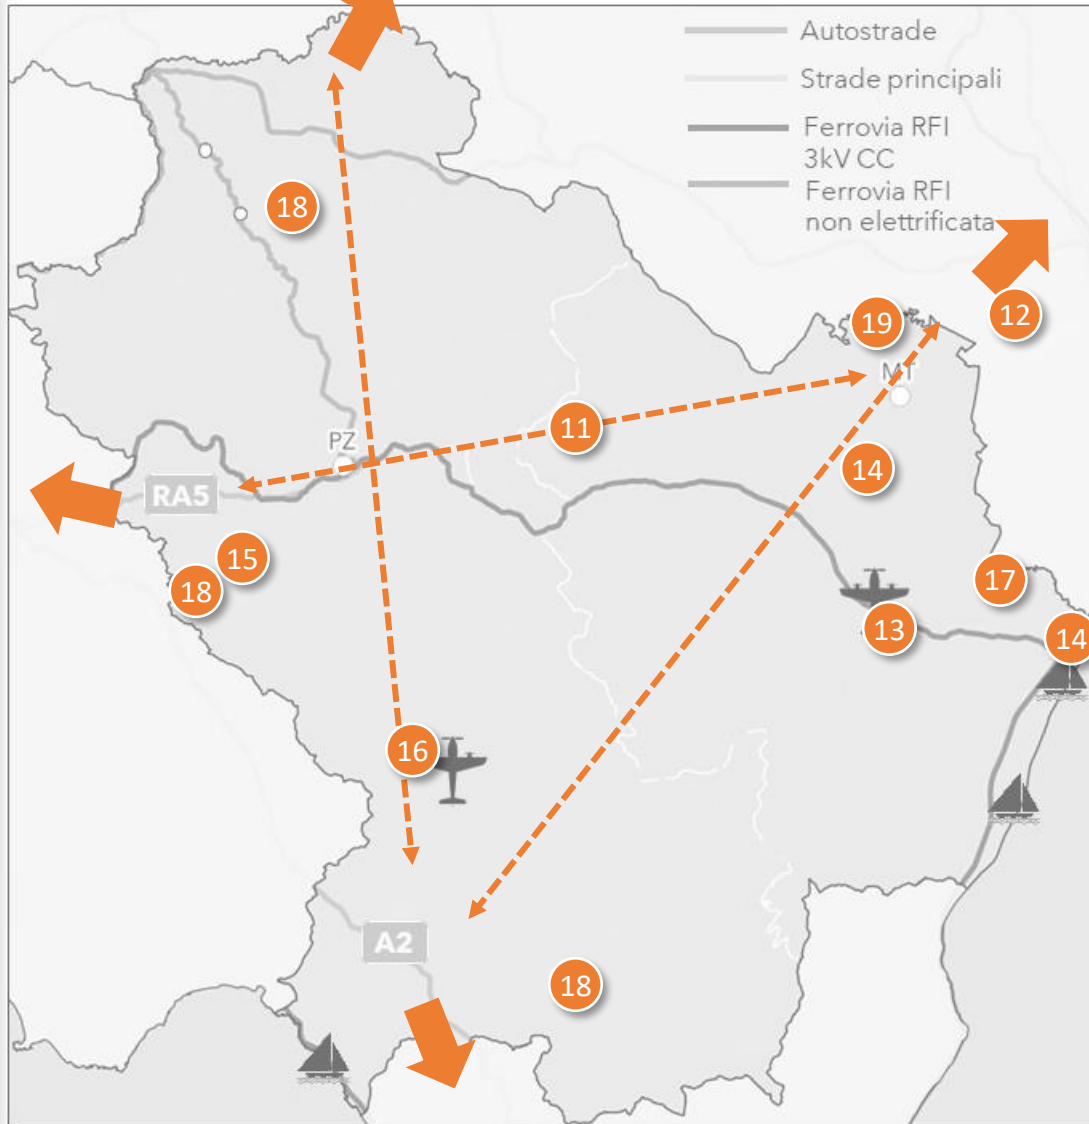 Autostrade
Strade principali
Ferrovia RFI
3kV CC
Ferrovia RFI
non elettrificata
18
12
19
MT
11
PZ
14
RA5
15
18
17
13
14
16
A2
18